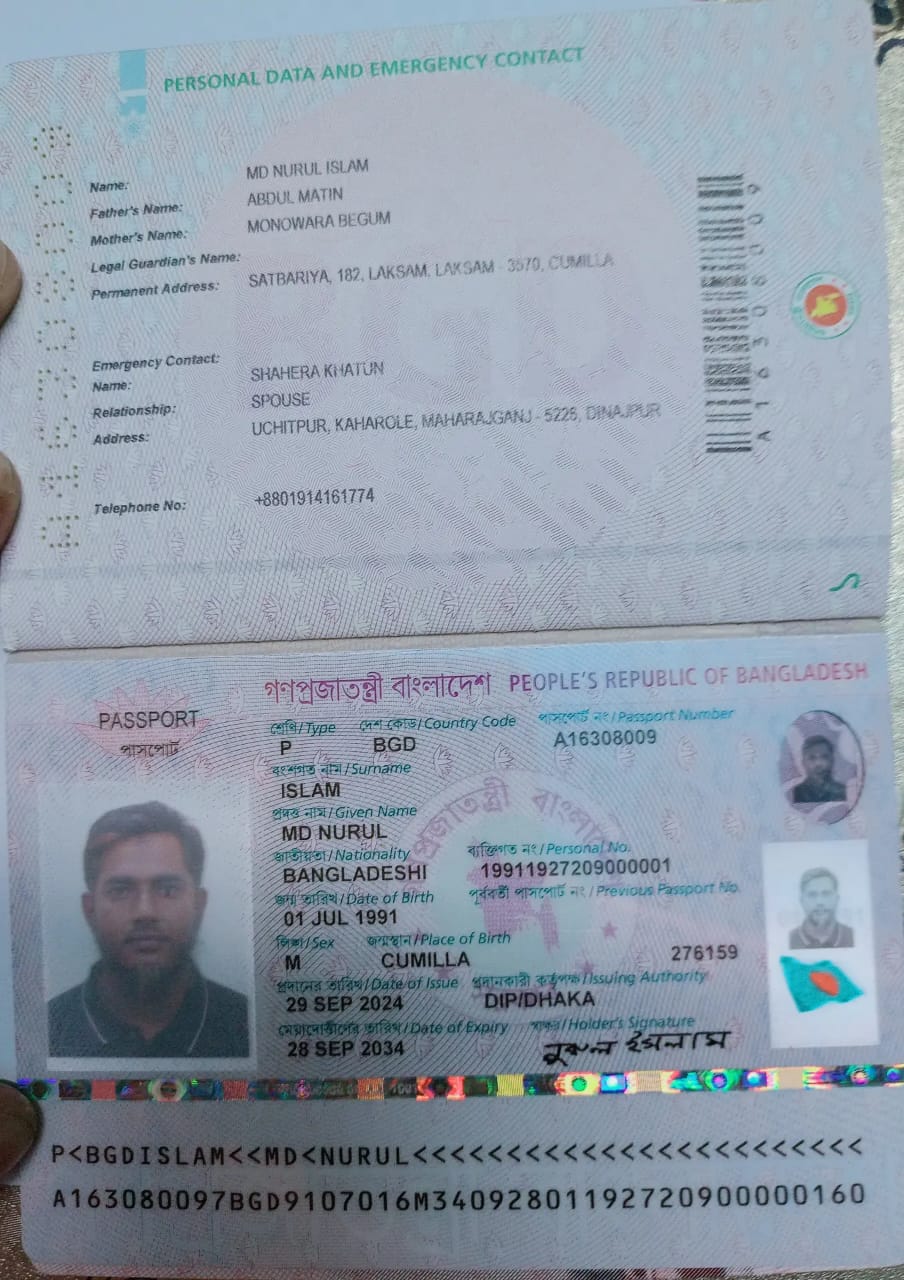 PERSONAL DATA AND EMERGENCY CONTACT
Name: MD NURUL ISLAM
Father's Name: ABDUL MATIN
Mother's Name: MONOWARA BEGUM
Legal Guardian's Name:
Permanent Address: SATBARIYA, 182, LAKSAM, LAKSAM - 3570, CUMILLA
Emergency Contact:
Name: SHAHERA KHATUN
Relationship: SPOUSE
Address: UCHITPUR, KAHAROLE, MAHARAJGANJ - 5226, DINAJPUR
Telephone No: +8801914161774
A16308009
গণপ্রজাতন্ত্রী বাংলাদেশ PEOPLE'S REPUBLIC OF BANGLADESH
PASSPORT
পাসপোর্ট
শ্রেণি/Type দেশ কোড/Country Code পাসপোর্ট নং/Passport Number
P BGD A16308009
বংশগত নাম/Surname
ISLAM
প্রদত্ত নাম/Given Name
MD NURUL
জাতীয়তা/Nationality ব্যক্তিগত নং/Personal No.
BANGLADESHI 19911927209000001
জন্ম তারিখ/Date of Birth পূর্ববর্তী পাসপোর্ট নং/Previous Passport No.
01 JUL 1991
লিঙ্গ/Sex জন্মস্থান/Place of Birth
M CUMILLA 276159
প্রদানের তারিখ/Date of Issue প্রদানকারী কর্তৃপক্ষ/Issuing Authority
29 SEP 2024 DIP/DHAKA
মেয়াদোত্তীর্ণের তারিখ/Date of Expiry স্বাক্ষর/Holder's Signature
28 SEP 2034 নুরুল ইসলাম
P<BGDISLAM<<MD<NURUL<<<<<<<<<<<<<<<<<<<<<<<<
A163080097BGD9107016M3409280119272090000016​0